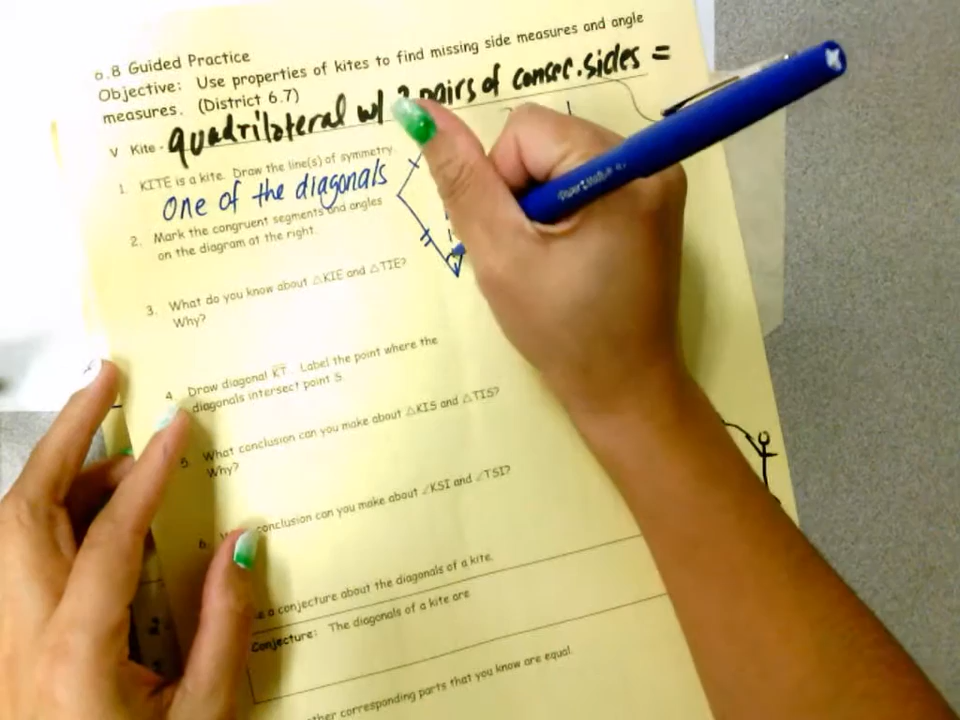 6.8 Guided Practice
Objective: Use properties of kites to find missing side measures and angle
measures. (District 6.7)
V Kite - quadrilateral w/ 2 pairs of consec. sides =
1. KITE is a kite. Draw the line(s) of symmetry.
One of the diagonals
2. Mark the congruent segments and angles
on the diagram at the right.
3. What do you know about △KIE and △TIE?
Why?
4. Draw diagonal KT. Label the point where the
diagonals intersect point S.
5. What conclusion can you make about △KIS and △TIS?
Why?
6. conclusion can you make about ∠KSI and ∠TSI?
a conjecture about the diagonals of a kite.
Conjecture: The diagonals of a kite are
other corresponding parts that you know are equal.